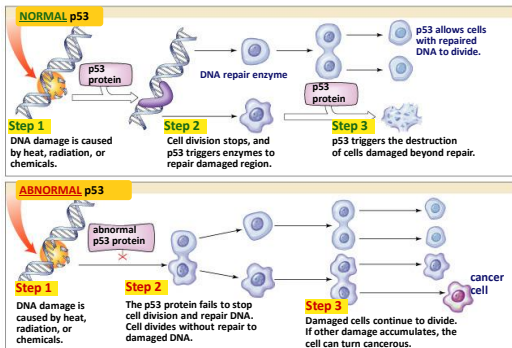 NORMAL p53
p53
protein
DNA repair enzyme
p53 allows cells
with repaired
DNA to divide.
p53
protein
Step 1
DNA damage is caused
by heat, radiation, or
chemicals.
Step 2
Cell division stops, and
p53 triggers enzymes to
repair damaged region.
Step 3
p53 triggers the destruction
of cells damaged beyond repair.
ABNORMAL p53
abnormal
p53 protein
Step 1
DNA damage is
caused by heat,
radiation, or
chemicals.
Step 2
The p53 protein fails to stop
cell division and repair DNA.
Cell divides without repair to
damaged DNA.
Step 3
Damaged cells continue to divide.
If other damage accumulates, the
cell can turn cancerous.
cancer
cell